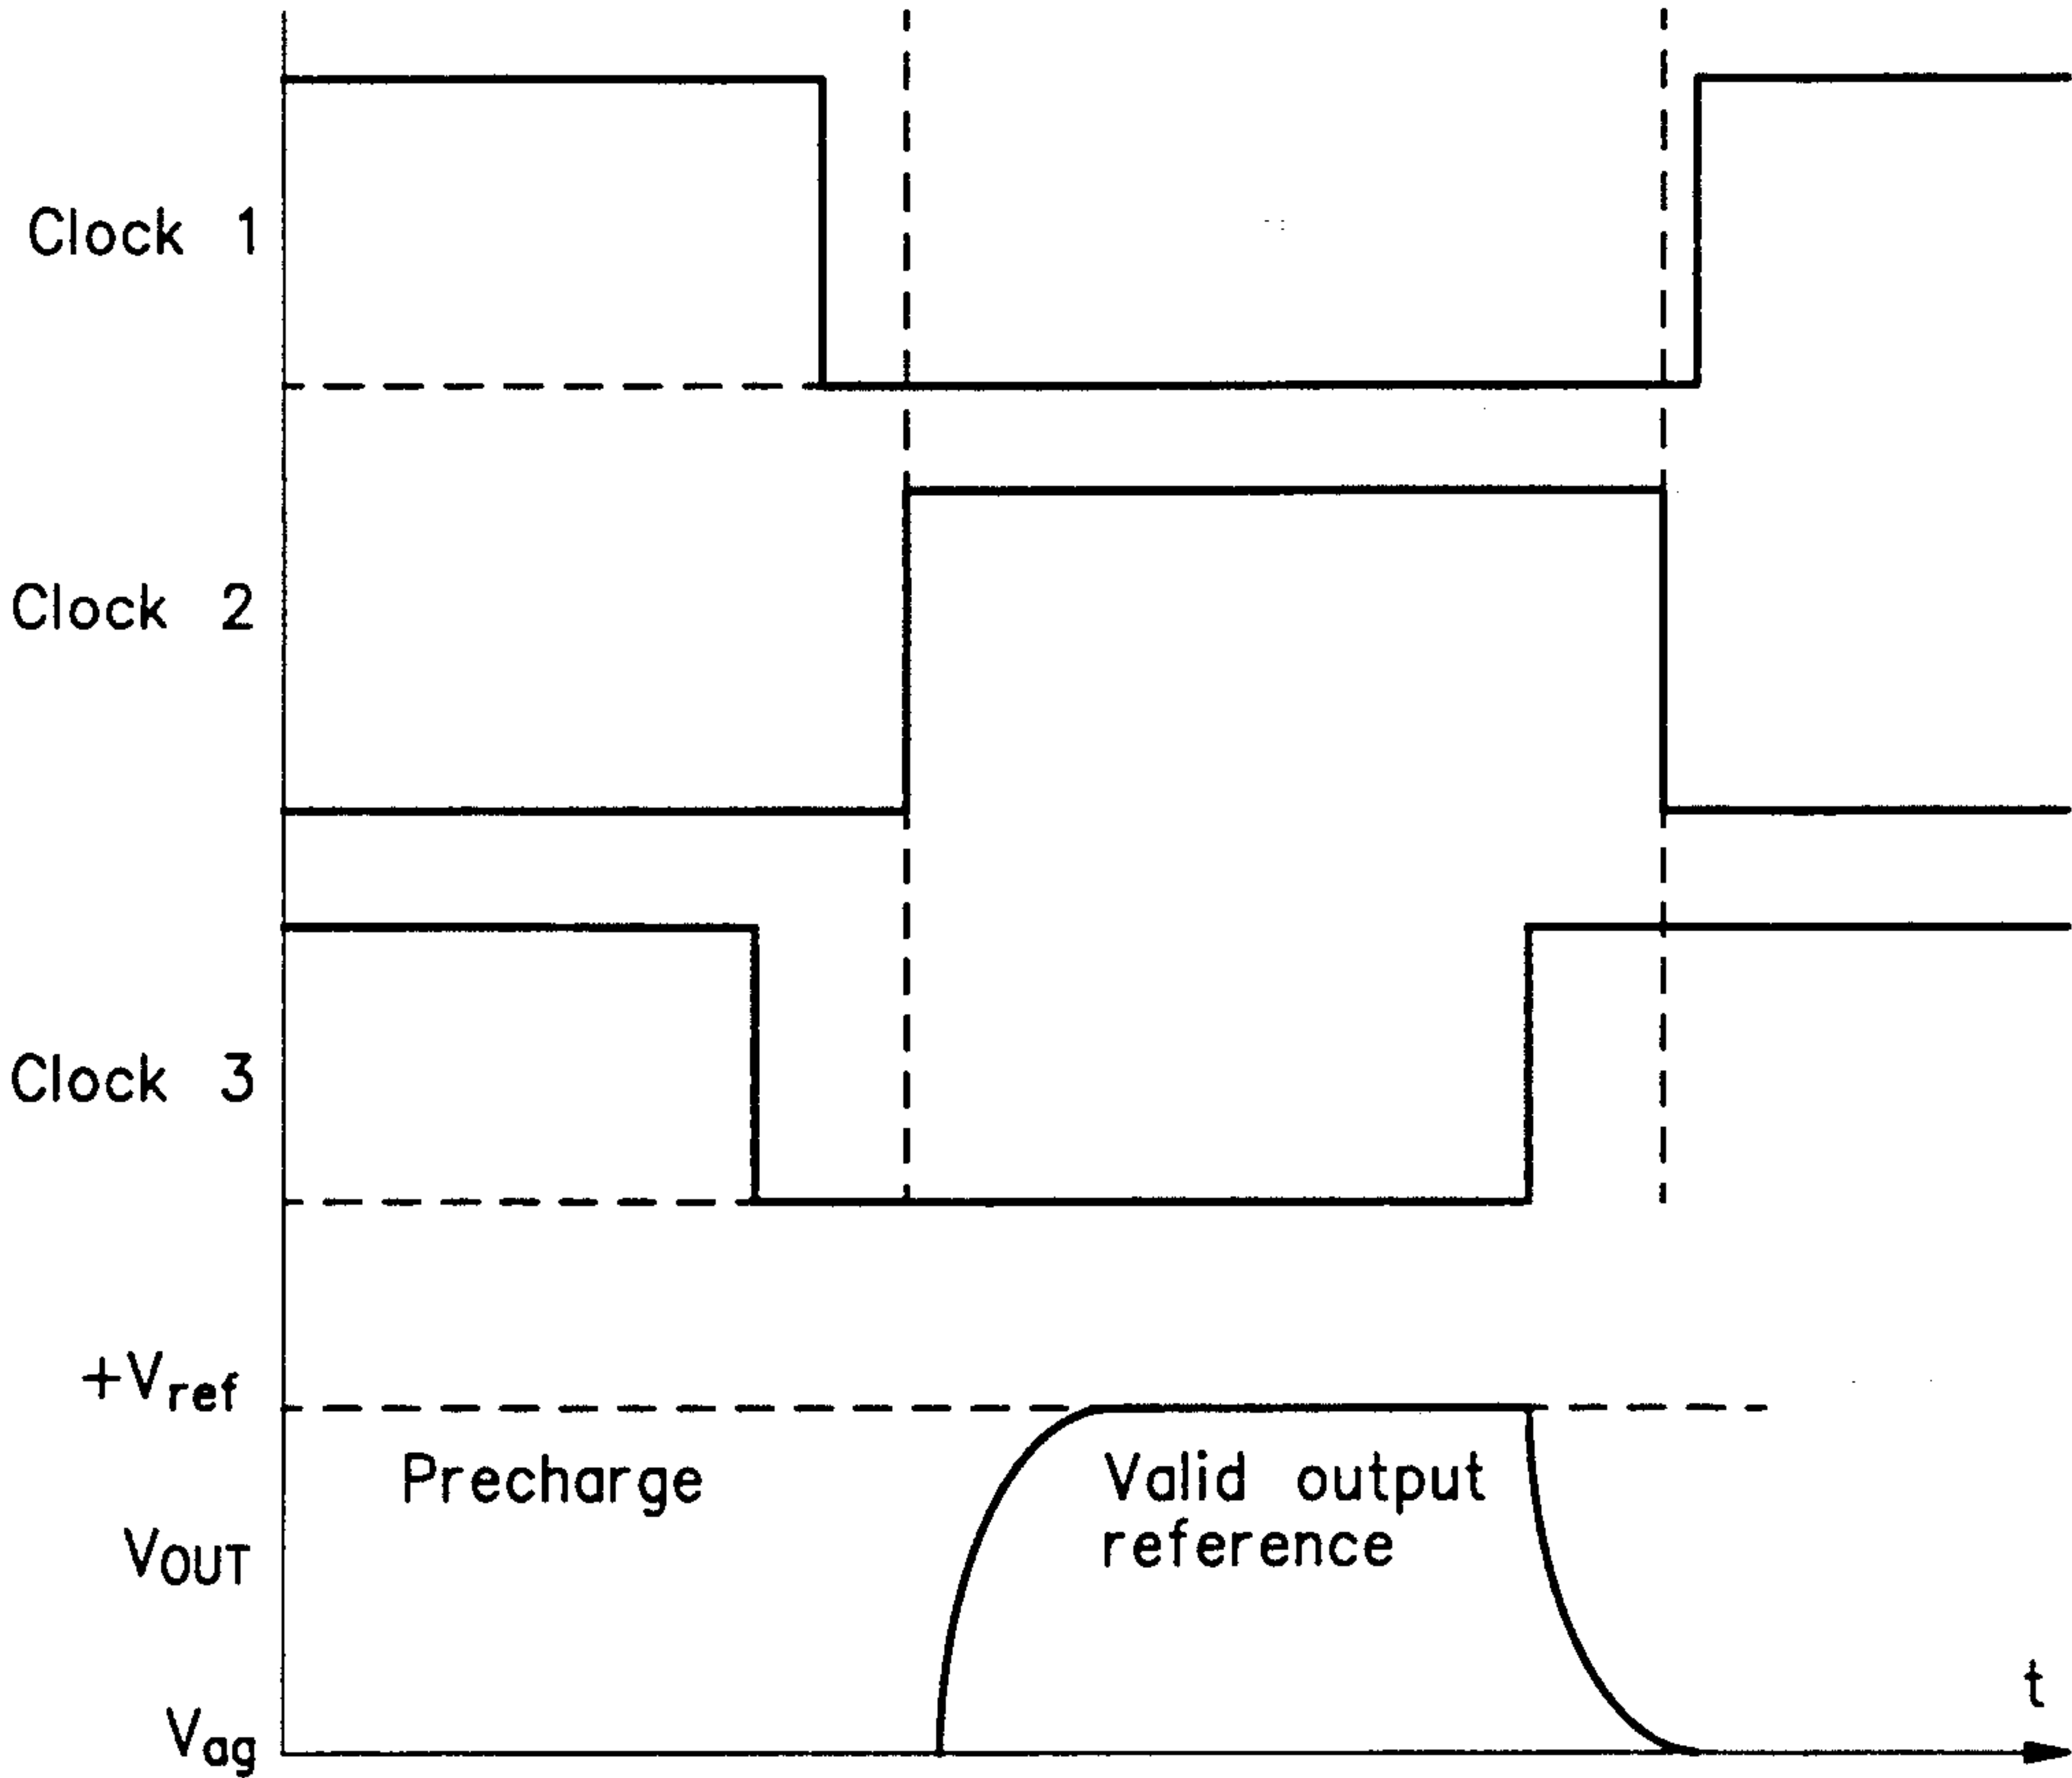 Clock 1
Clock 2
Clock 3
+Vref
Precharge
Valid output
reference
VOUT
t
Vag